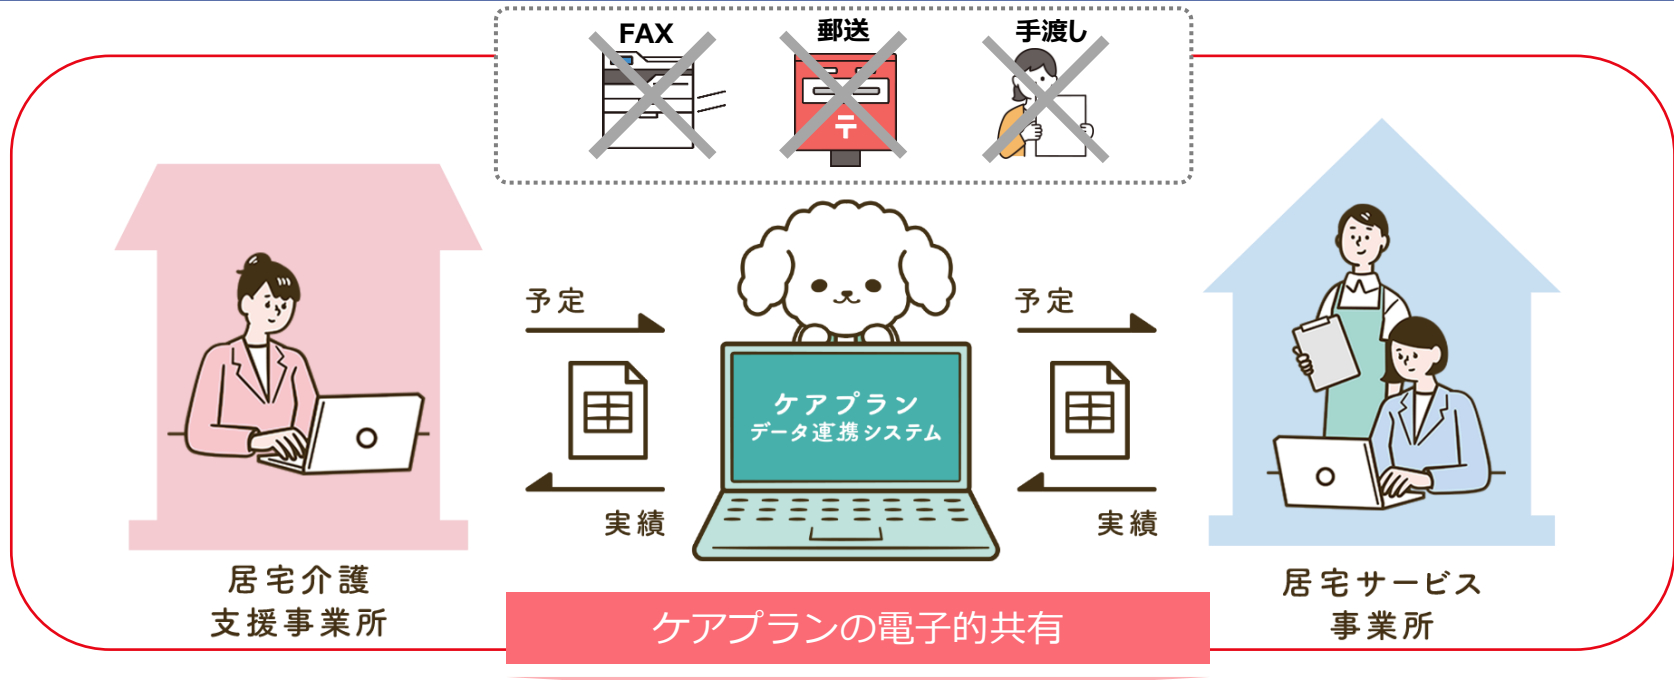 FAX
郵送
手渡し
予定
予定
ケアプラン
データ連携システム
実績
実績
居宅介護
支援事業所
居宅サービス
事業所
ケアプランの電子的共有